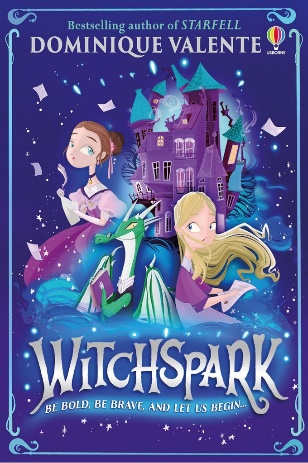 Bestselling author of STARFELL
DOMINIQUE VALENTE
USBORNE
WITCHSPARK
BE BOLD, BE BRAVE, AND LET US BEGIN...